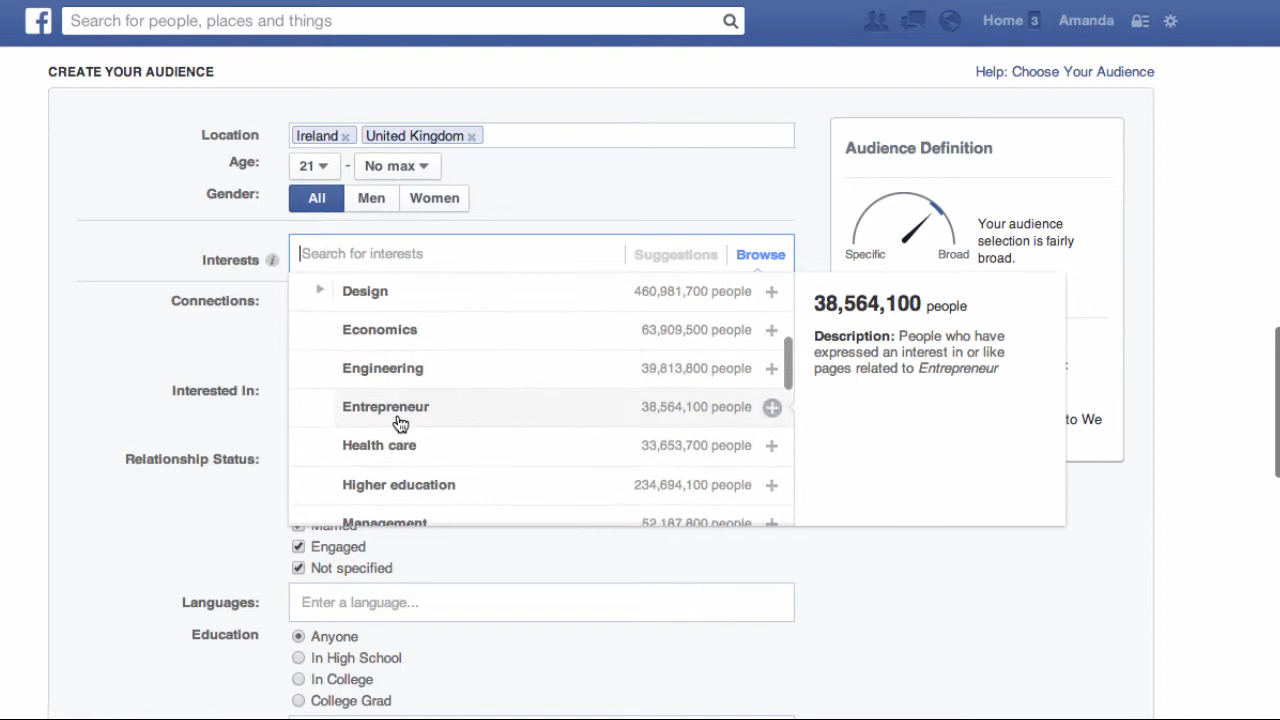 f
Search for people, places and things
Home 3
Amanda
CREATE YOUR AUDIENCE
Help: Choose Your Audience
Location
Ireland x United Kingdom x
Age:
21 - No max
Gender:
All Men Women
Interests i
Search for interests
Suggestions Browse
Design 460,981,700 people +
Economics 63,909,500 people +
Engineering 39,813,800 people +
Entrepreneur 38,564,100 people +
Health care 33,653,700 people +
Higher education 234,694,100 people +
Management 52,187,800 people +
38,564,100 people
Description: People who have
expressed an interest in or like
pages related to Entrepreneur
Audience Definition
Specific Broad
Your audience
selection is fairly
broad.
to We
Connections:
Interested In:
Relationship Status:
Married
Engaged
Not specified
Languages:
Enter a language...
Education
Anyone
In High School
In College
College Grad